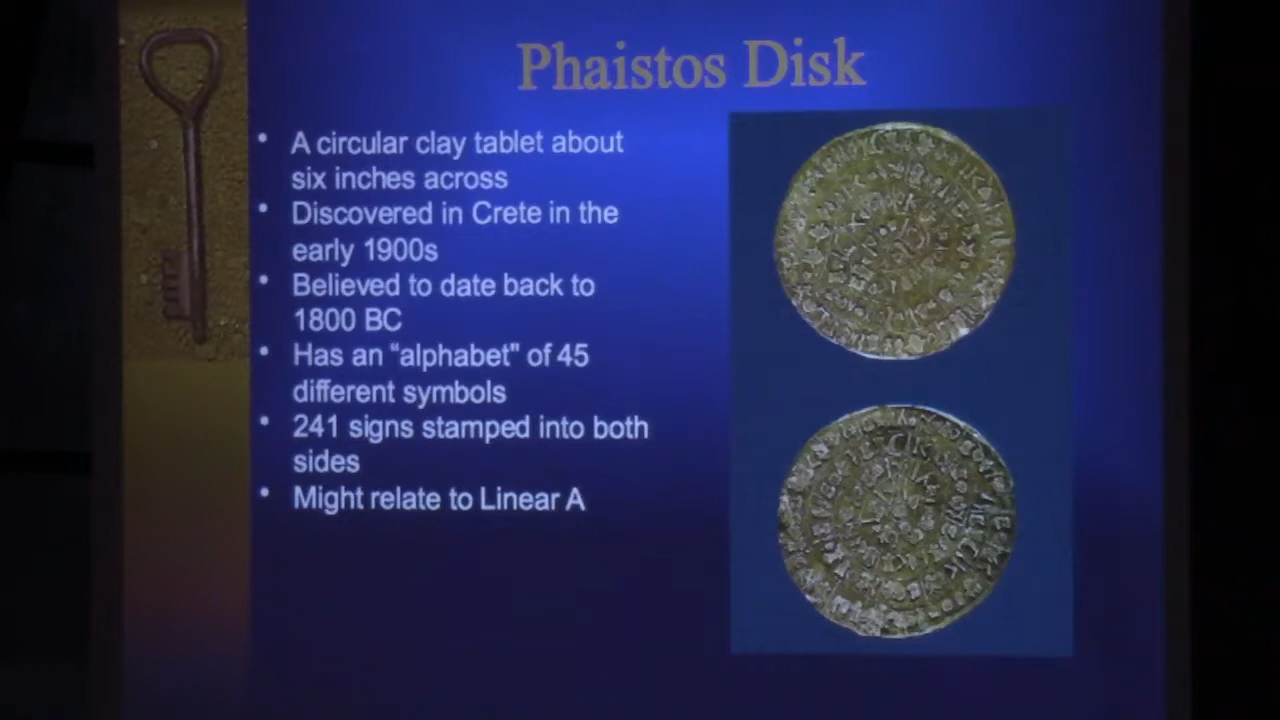 Phaistos Disk
• A circular clay tablet about
six inches across
• Discovered in Crete in the
early 1900s
• Believed to date back to
1800 BC
• Has an “alphabet" of 45
different symbols
• 241 signs stamped into both
sides
• Might relate to Linear A